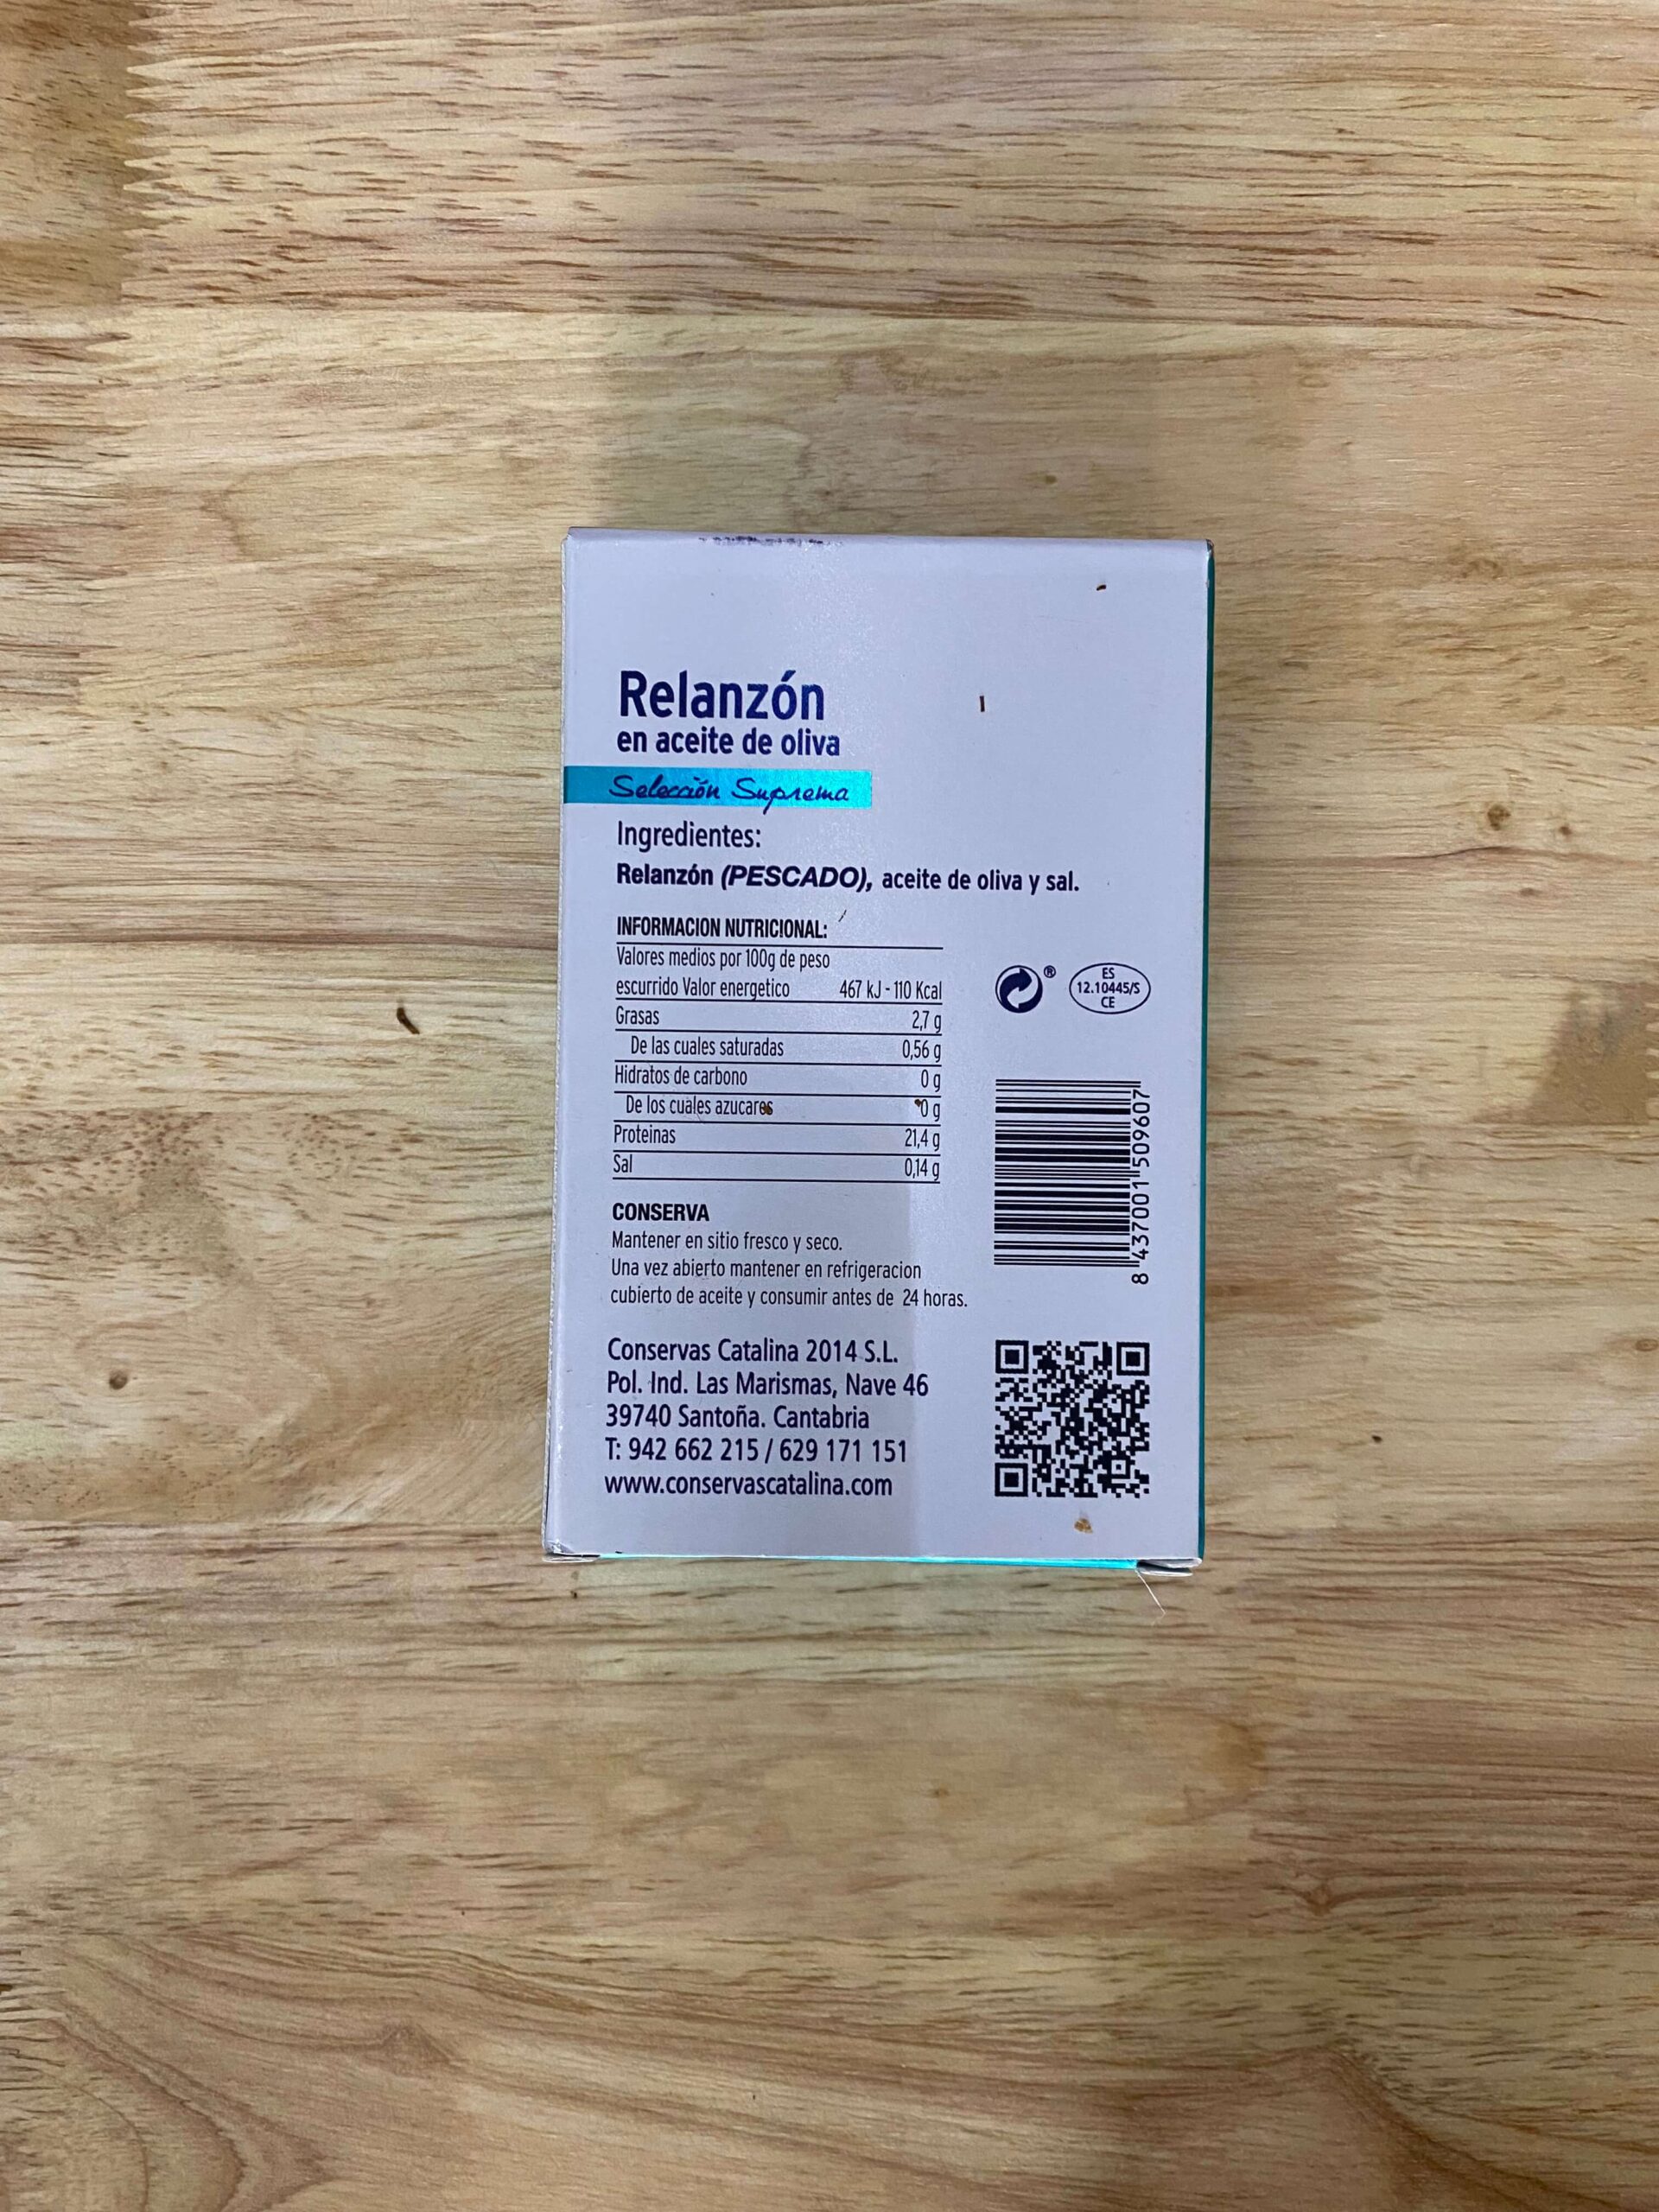 Relanzón
en aceite de oliva
Selección Suprema
Ingredientes:
Relanzón (PESCADO), aceite de oliva y sal.
INFORMACION NUTRICIONAL:
Valores medios por 100g de peso
escurrido Valor energetico 467 kJ - 110 Kcal
Grasas 2,7 g
De las cuales saturadas 0,56 g
Hidratos de carbono 0 g
De los cuales azucares 0 g
Proteinas 21,4 g
Sal 0,14 g
®
ES
12.10445/S
CE
8 437001 509607
CONSERVA
Mantener en sitio fresco y seco.
Una vez abierto mantener en refrigeracion
cubierto de aceite y consumir antes de 24 horas.
Conservas Catalina 2014 S.L.
Pol. Ind. Las Marismas, Nave 46
39740 Santoña. Cantabria
T: 942 662 215 / 629 171 151
www.conservascatalina.com